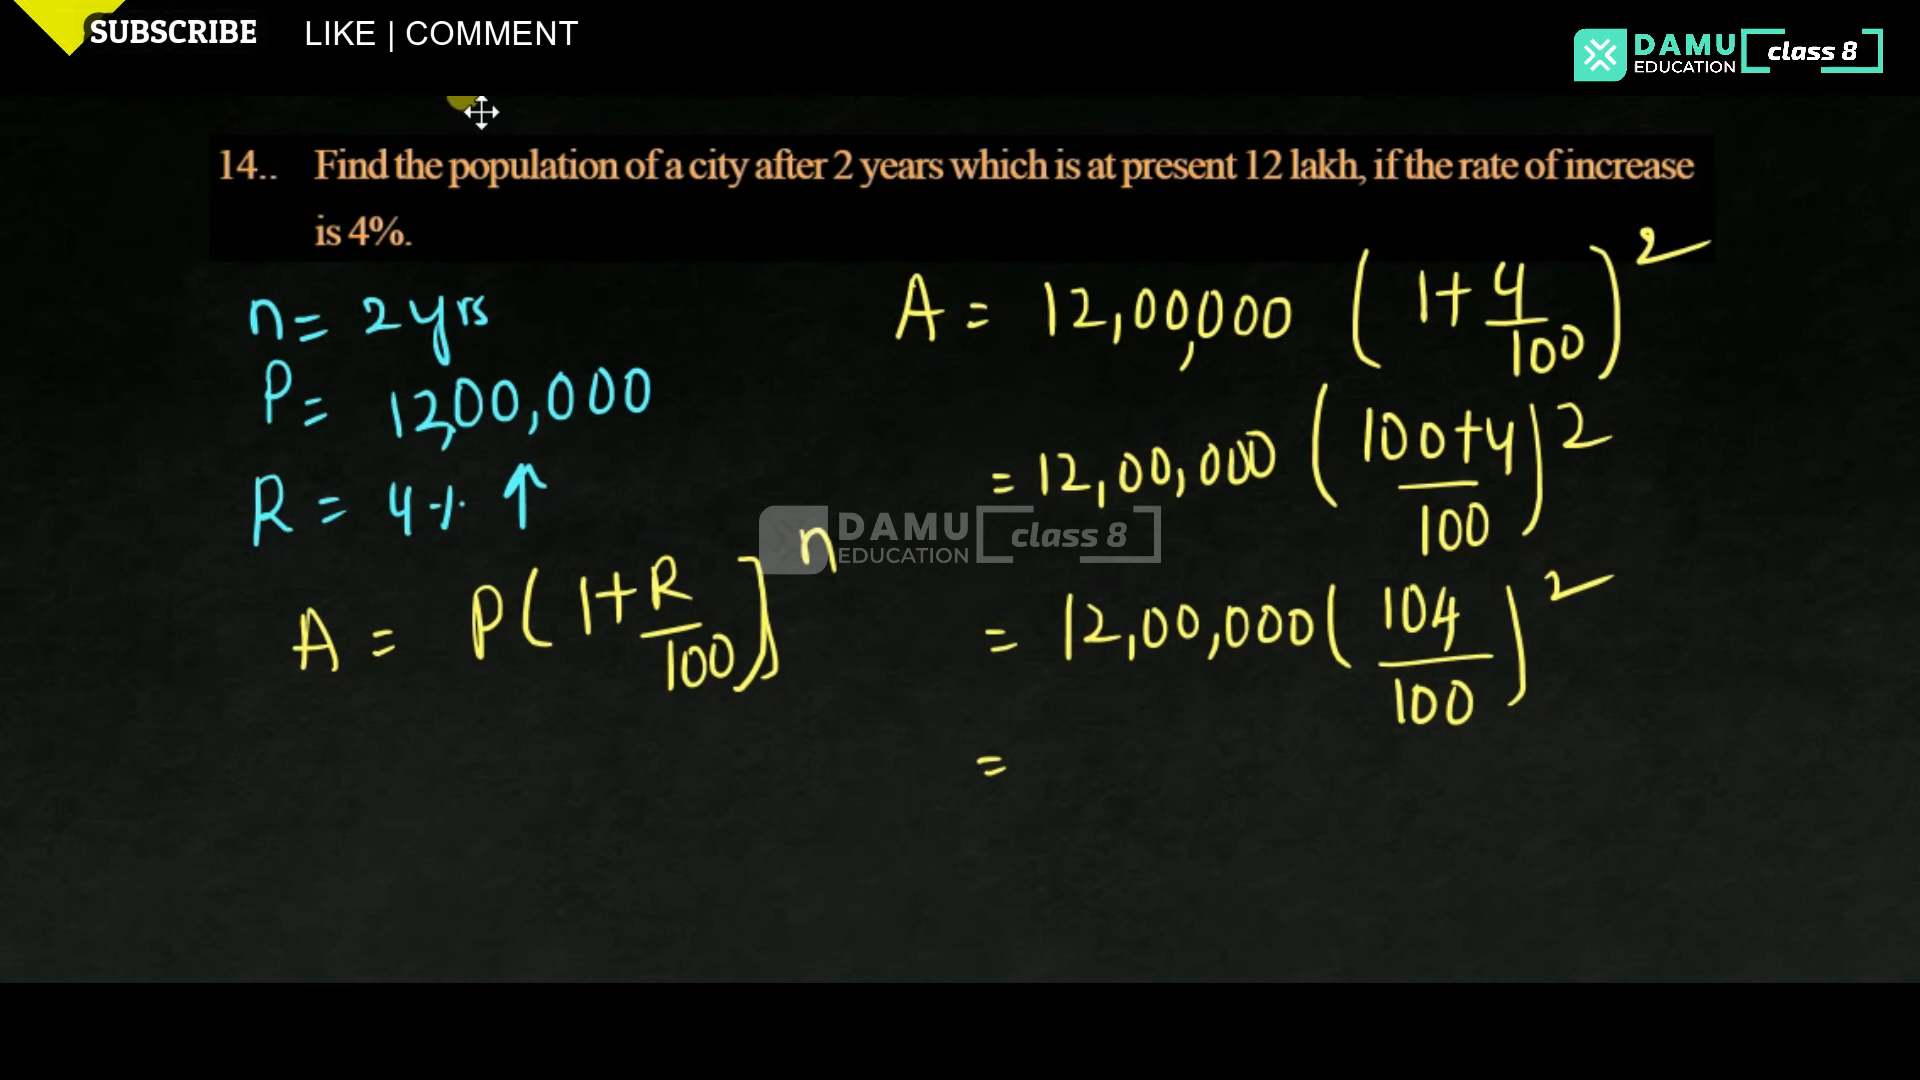 SUBSCRIBE LIKE | COMMENT
DAMU EDUCATION class 8
14.. Find the population of a city after 2 years which is at present 12 lakh, if the rate of increase
is 4%.
n = 2 yrs
P = 12,00,000
R = 4% ↑
A = P(1+R/100)^n
A = 12,00,000 (1+4/100)^2
= 12,00,000 (100+4/100)^2
= 12,00,000(104/100)^2
=
DAMU EDUCATION class 8